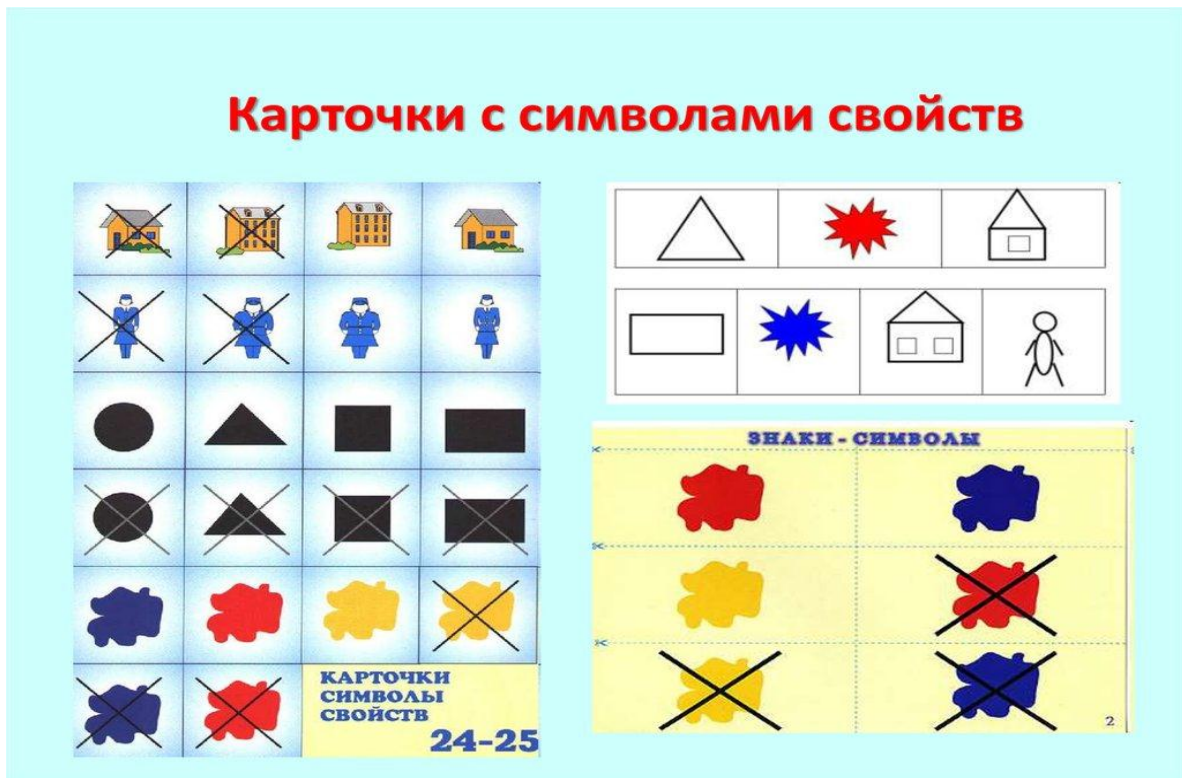 Карточки с символами свойств
КАРТОЧКИ
СИМВОЛЫ
СВОЙСТВ
24-25
ЗНАКИ - СИМВОЛЫ
2